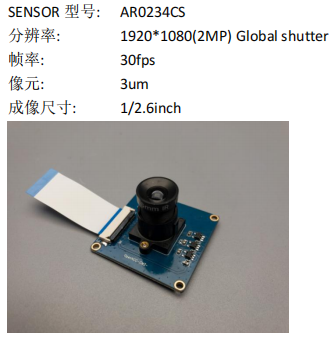 SENSOR 型号: AR0234CS
分辨率: 1920*1080(2MP) Global shutter
帧率: 30fps
像元: 3um
成像尺寸: 1/2.6inch